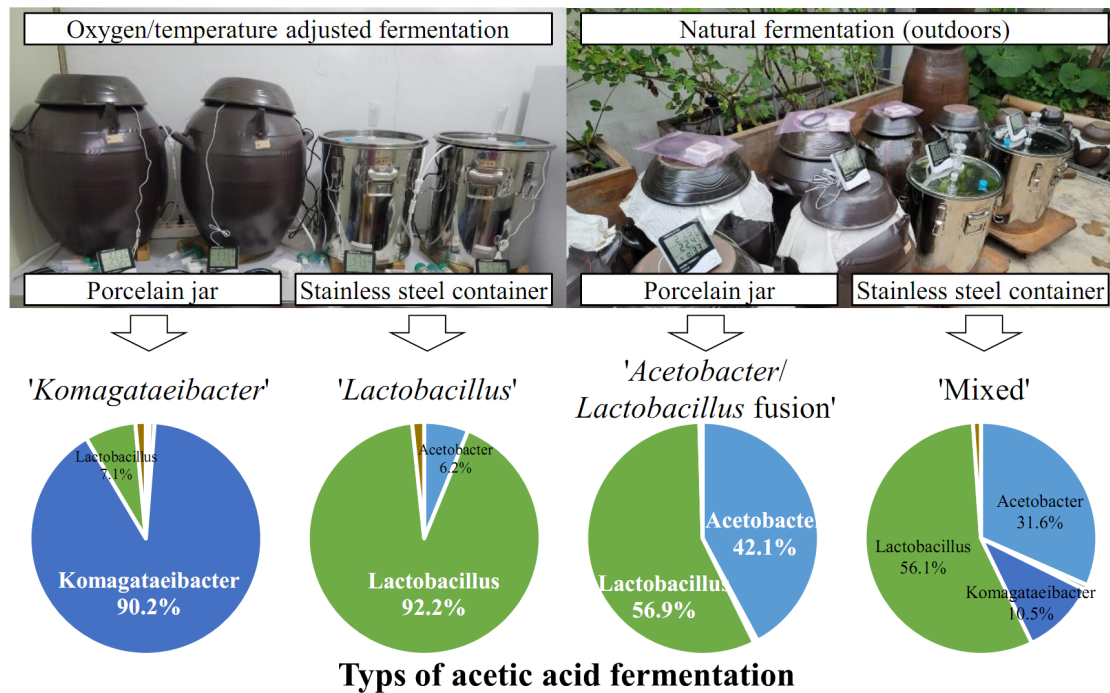 Oxygen/temperature adjusted fermentation
Natural fermentation (outdoors)
Porcelain jar
Stainless steel container
Porcelain jar
Stainless steel container
'Komagataeibacter'
'Lactobacillus'
'Acetobacter/
Lactobacillus fusion'
'Mixed'
Lactobacillus
7.1%
Komagataeibacter
90.2%
Acetobacter
6.2%
Lactobacillus
92.2%
Acetobacter
42.1%
Lactobacillus
56.9%
Acetobacter
31.6%
Lactobacillus
56.1%
Komagataeibacter
10.5%
Typs of acetic acid fermentation